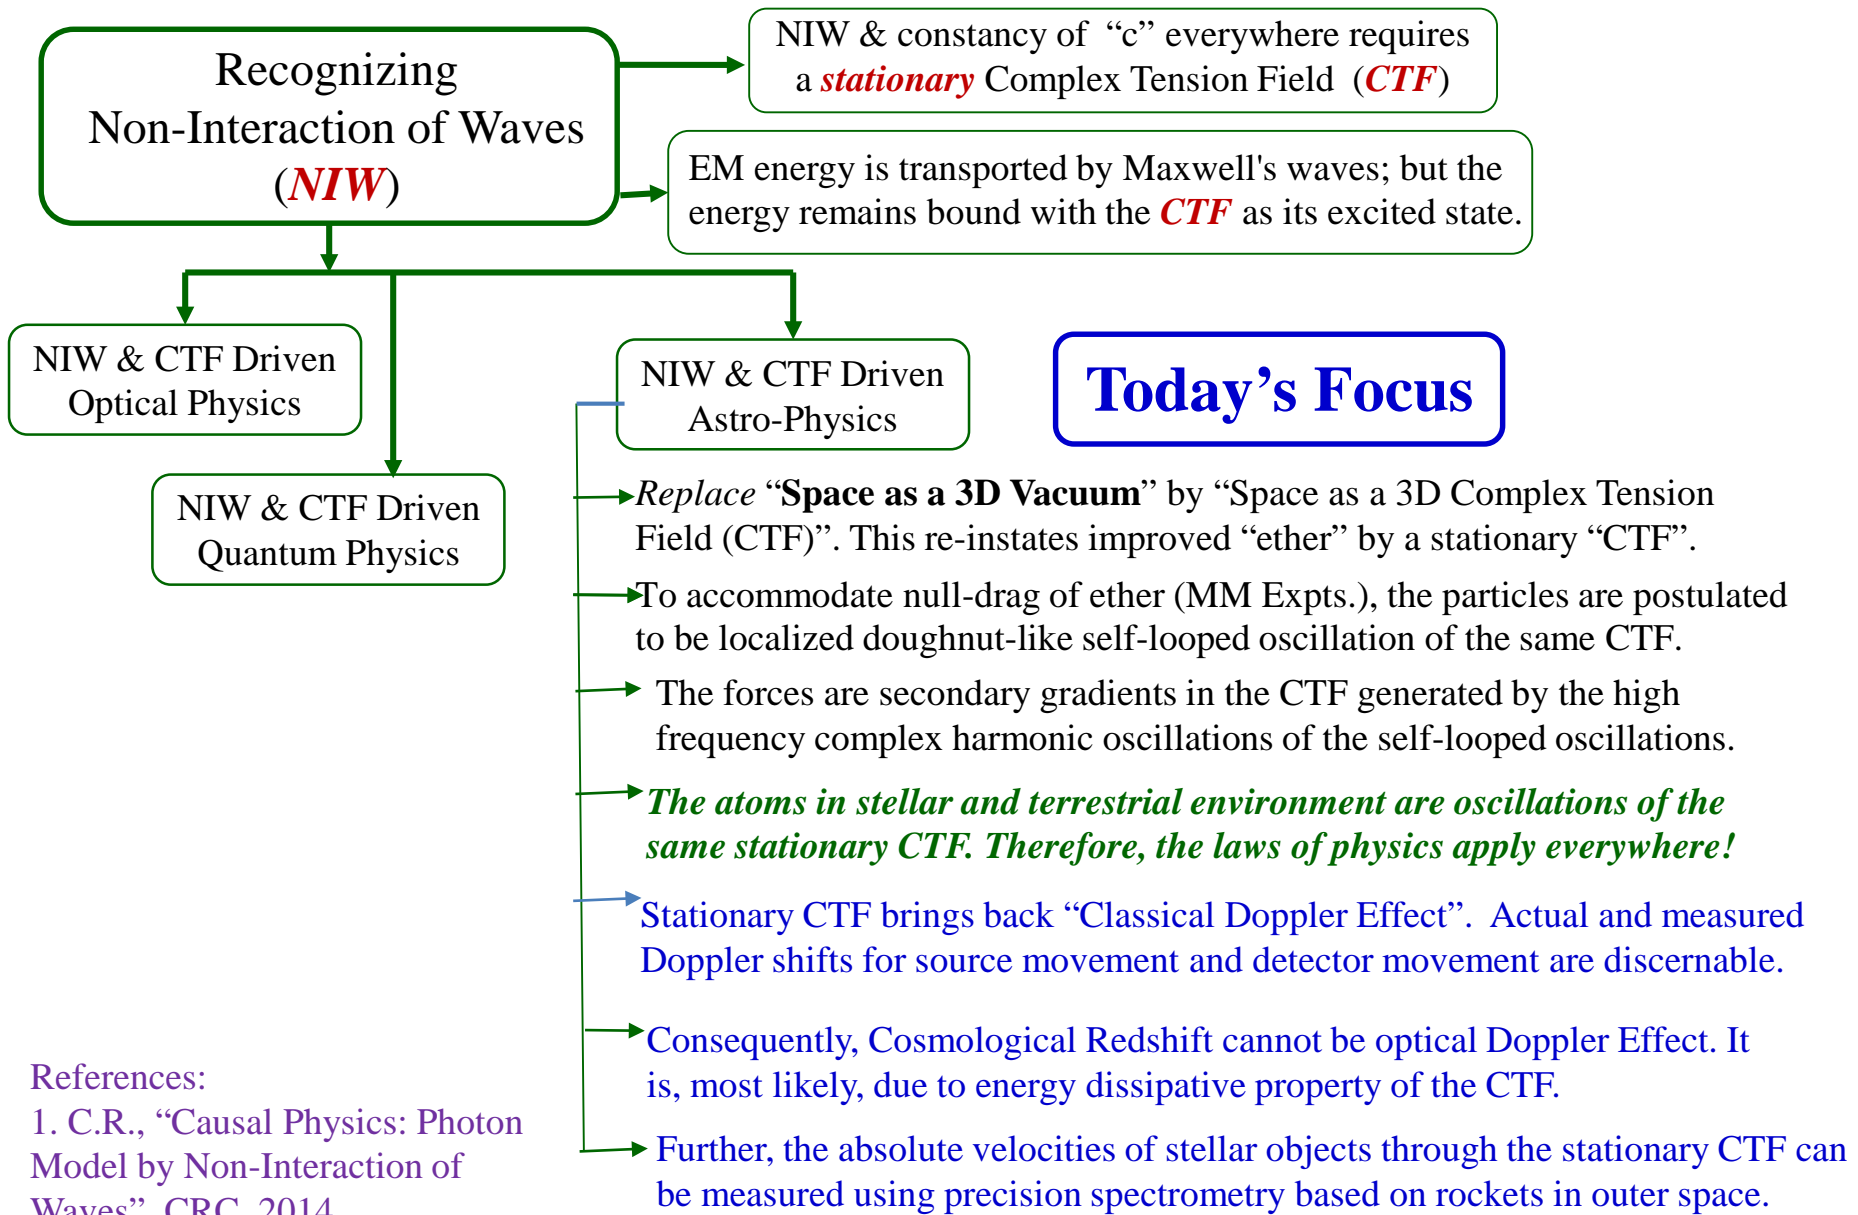 Recognizing
Non-Interaction of Waves
(NIW)
NIW & constancy of “c” everywhere requires
a stationary Complex Tension Field (CTF)
EM energy is transported by Maxwell's waves; but the
energy remains bound with the CTF as its excited state.
NIW & CTF Driven
Optical Physics
NIW & CTF Driven
Quantum Physics
NIW & CTF Driven
Astro-Physics
Today’s Focus
Replace “Space as a 3D Vacuum” by “Space as a 3D Complex Tension
Field (CTF)”. This re-instates improved “ether” by a stationary “CTF”.
To accommodate null-drag of ether (MM Expts.), the particles are postulated
to be localized doughnut-like self-looped oscillation of the same CTF.
The forces are secondary gradients in the CTF generated by the high
frequency complex harmonic oscillations of the self-looped oscillations.
The atoms in stellar and terrestrial environment are oscillations of the
same stationary CTF. Therefore, the laws of physics apply everywhere!
Stationary CTF brings back “Classical Doppler Effect”. Actual and measured
Doppler shifts for source movement and detector movement are discernable.
Consequently, Cosmological Redshift cannot be optical Doppler Effect. It
is, most likely, due to energy dissipative property of the CTF.
Further, the absolute velocities of stellar objects through the stationary CTF can
be measured using precision spectrometry based on rockets in outer space.
References:
1. C.R., “Causal Physics: Photon
Model by Non-Interaction of
Waves”, CRC, 2014